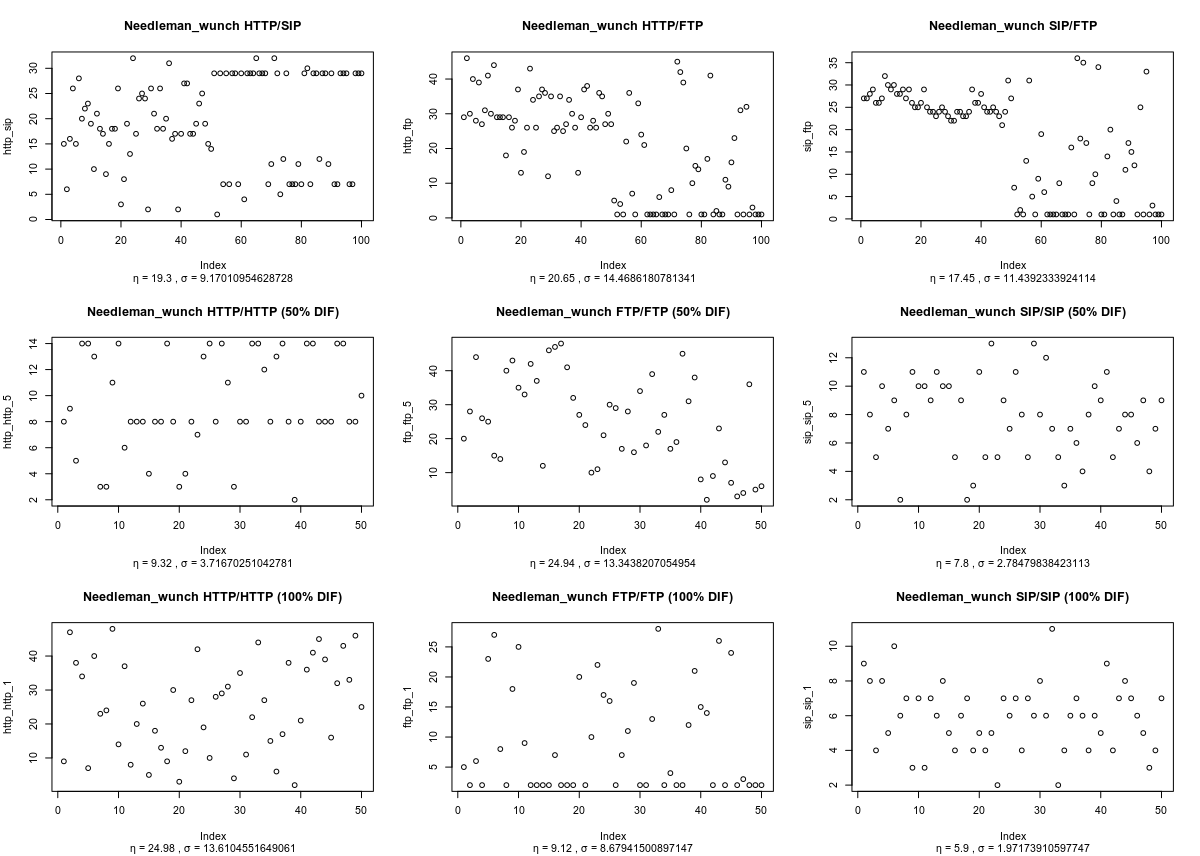 Needleman_wunch HTTP/SIP
http_sip
30
25
20
15
10
5
0
0 20 40 60 80 100
Index
η = 19.3 , σ = 9.17010954628728
Needleman_wunch HTTP/FTP
http_ftp
40
30
20
10
0
0 20 40 60 80 100
Index
η = 20.65 , σ = 14.4686180781341
Needleman_wunch SIP/FTP
sip_ftp
35
30
25
20
15
10
5
0
0 20 40 60 80 100
Index
η = 17.45 , σ = 11.4392333924114
Needleman_wunch HTTP/HTTP (50% DIF)
http_http_5
14
12
10
8
6
4
2
0 10 20 30 40 50
Index
η = 9.32 , σ = 3.71670251042781
Needleman_wunch FTP/FTP (50% DIF)
ftp_ftp_5
40
30
20
10
0 10 20 30 40 50
Index
η = 24.94 , σ = 13.3438207054954
Needleman_wunch SIP/SIP (50% DIF)
sip_sip_5
12
10
8
6
4
2
0 10 20 30 40 50
Index
η = 7.8 , σ = 2.78479838423113
Needleman_wunch HTTP/HTTP (100% DIF)
http_http_1
40
30
20
10
0 10 20 30 40 50
Index
η = 24.98 , σ = 13.6104551649061
Needleman_wunch FTP/FTP (100% DIF)
ftp_ftp_1
25
20
15
10
5
0 10 20 30 40 50
Index
η = 9.12 , σ = 8.67941500897147
Needleman_wunch SIP/SIP (100% DIF)
sip_sip_1
10
8
6
4
2
0 10 20 30 40 50
Index
η = 5.9 , σ = 1.97173910597747